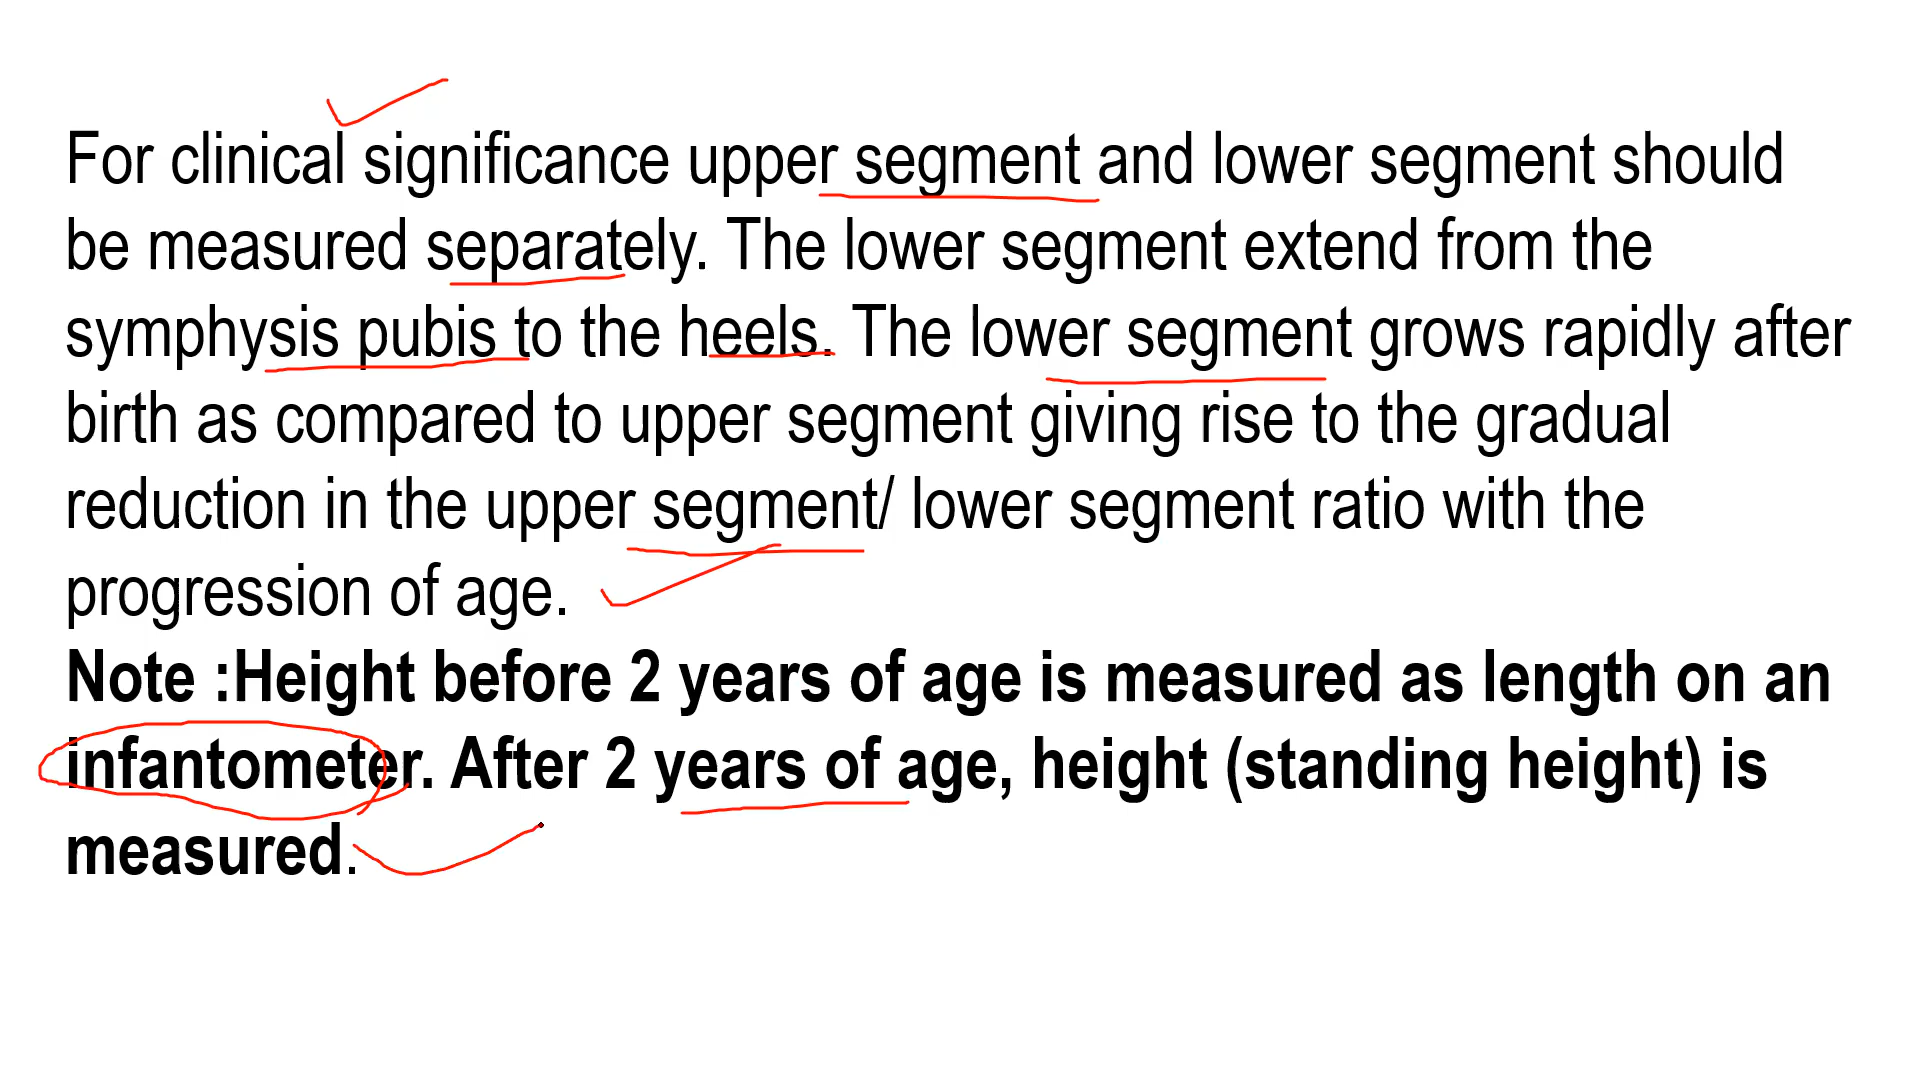 For clinical significance upper segment and lower segment should
be measured separately. The lower segment extend from the
symphysis pubis to the heels. The lower segment grows rapidly after
birth as compared to upper segment giving rise to the gradual
reduction in the upper segment/ lower segment ratio with the
progression of age.
Note :Height before 2 years of age is measured as length on an
infantometer. After 2 years of age, height (standing height) is
measured.